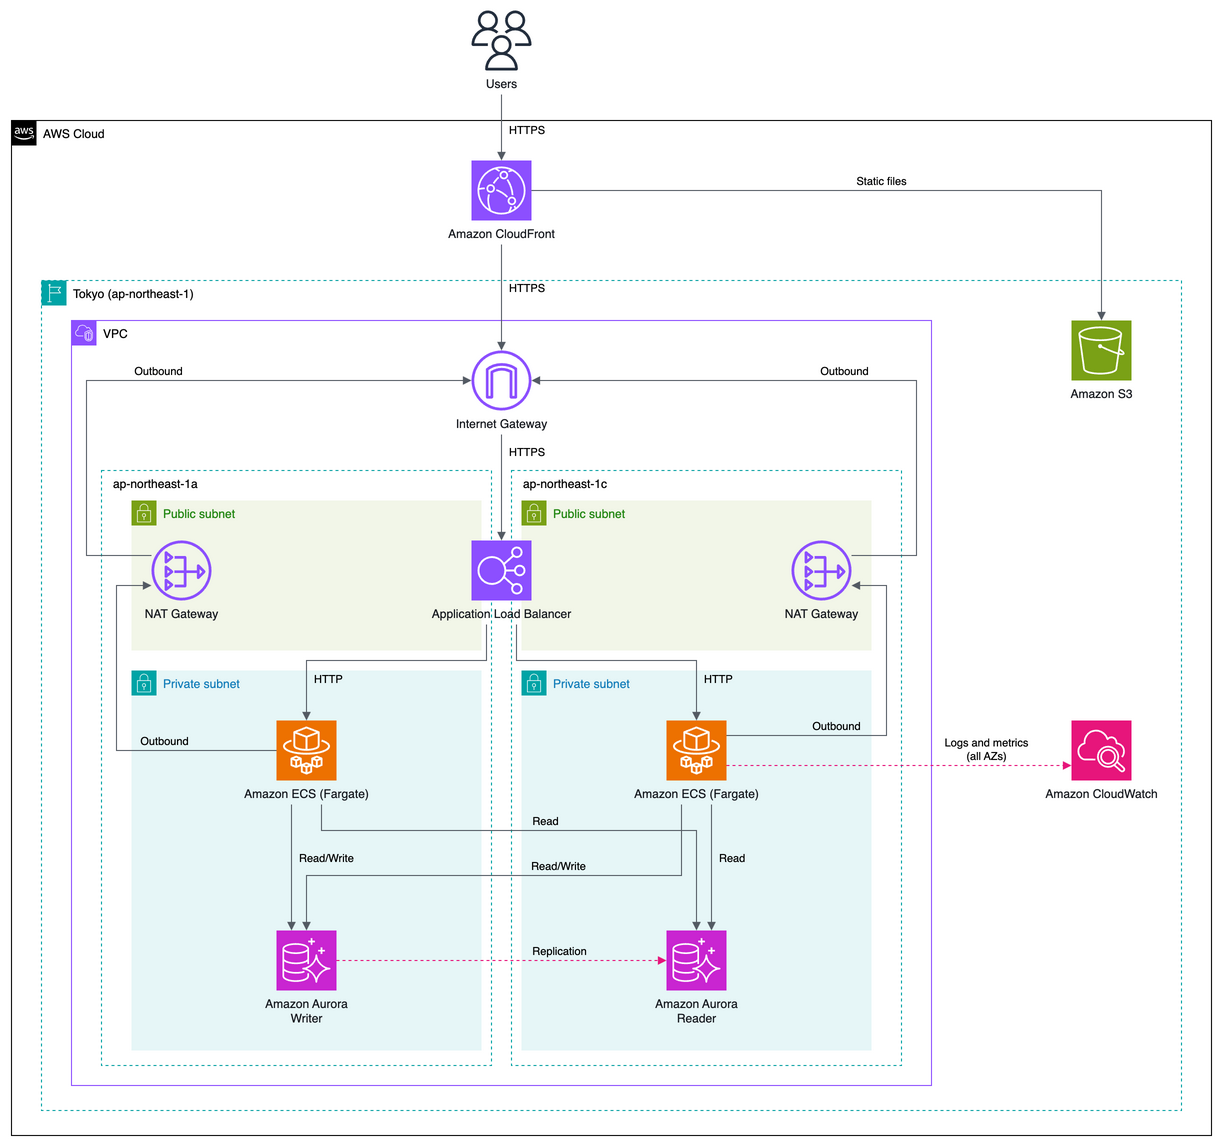 Users
HTTPS
aws
AWS Cloud
Static files
Amazon CloudFront
HTTPS
Tokyo (ap-northeast-1)
VPC
Outbound
Outbound
Amazon S3
Internet Gateway
HTTPS
ap-northeast-1a
ap-northeast-1c
Public subnet
Public subnet
NAT Gateway
Application Load Balancer
NAT Gateway
HTTP
HTTP
Private subnet
Private subnet
Outbound
Outbound
Logs and metrics
(all AZs)
Amazon ECS (Fargate)
Amazon ECS (Fargate)
Amazon CloudWatch
Read
Read/Write
Read/Write
Read
Replication
Amazon Aurora
Writer
Amazon Aurora
Reader